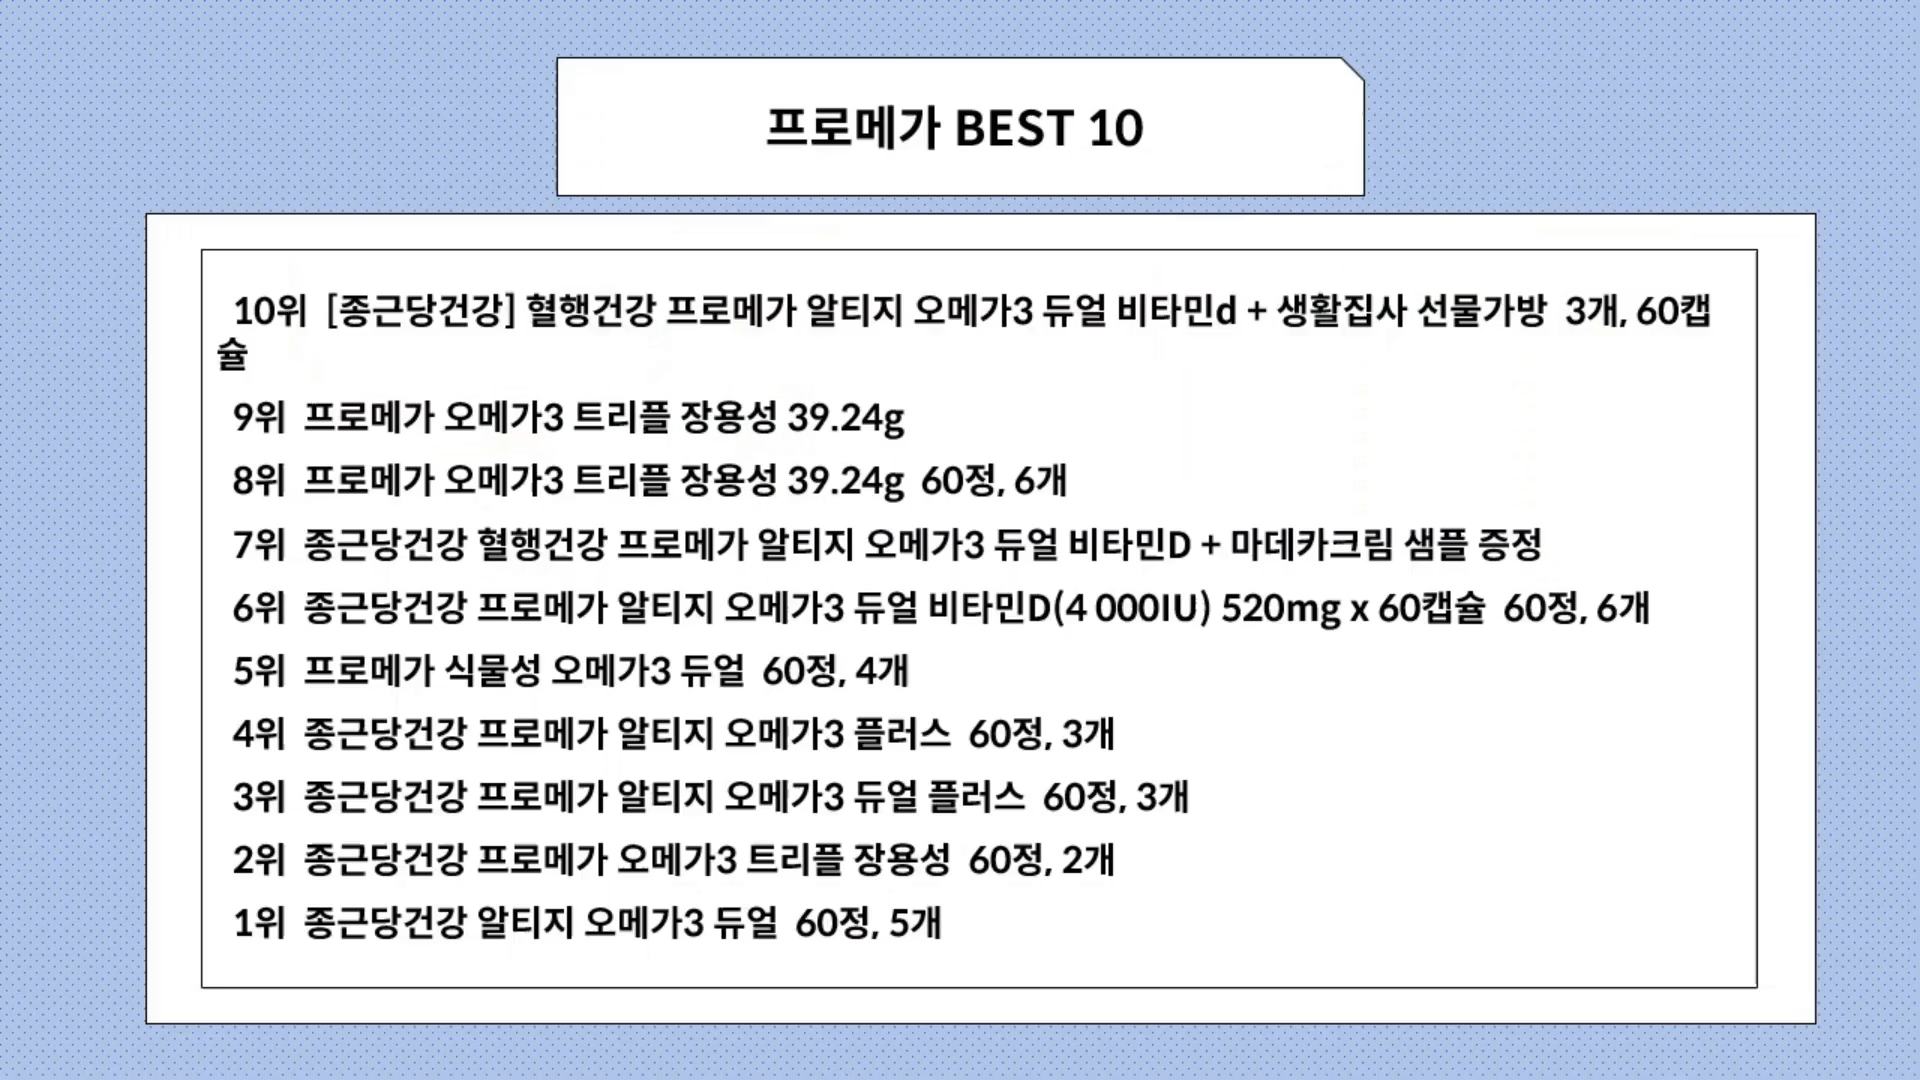 프로메가 BEST 10
10위 [종근당건강] 혈행건강 프로메가 알티지 오메가3 듀얼 비타민d + 생활집사 선물가방 3개, 60캡
슐
9위 프로메가 오메가3 트리플 장용성 39.24g
8위 프로메가 오메가3 트리플 장용성 39.24g 60정, 6개
7위 종근당건강 혈행건강 프로메가 알티지 오메가3 듀얼 비타민D + 마데카크림 샘플 증정
6위 종근당건강 프로메가 알티지 오메가3 듀얼 비타민D(4 000IU) 520mg x 60캡슐 60정, 6개
5위 프로메가 식물성 오메가3 듀얼 60정, 4개
4위 종근당건강 프로메가 알티지 오메가3 플러스 60정, 3개
3위 종근당건강 프로메가 알티지 오메가3 듀얼 플러스 60정, 3개
2위 종근당건강 프로메가 오메가3 트리플 장용성 60정, 2개
1위 종근당건강 알티지 오메가3 듀얼 60정, 5개